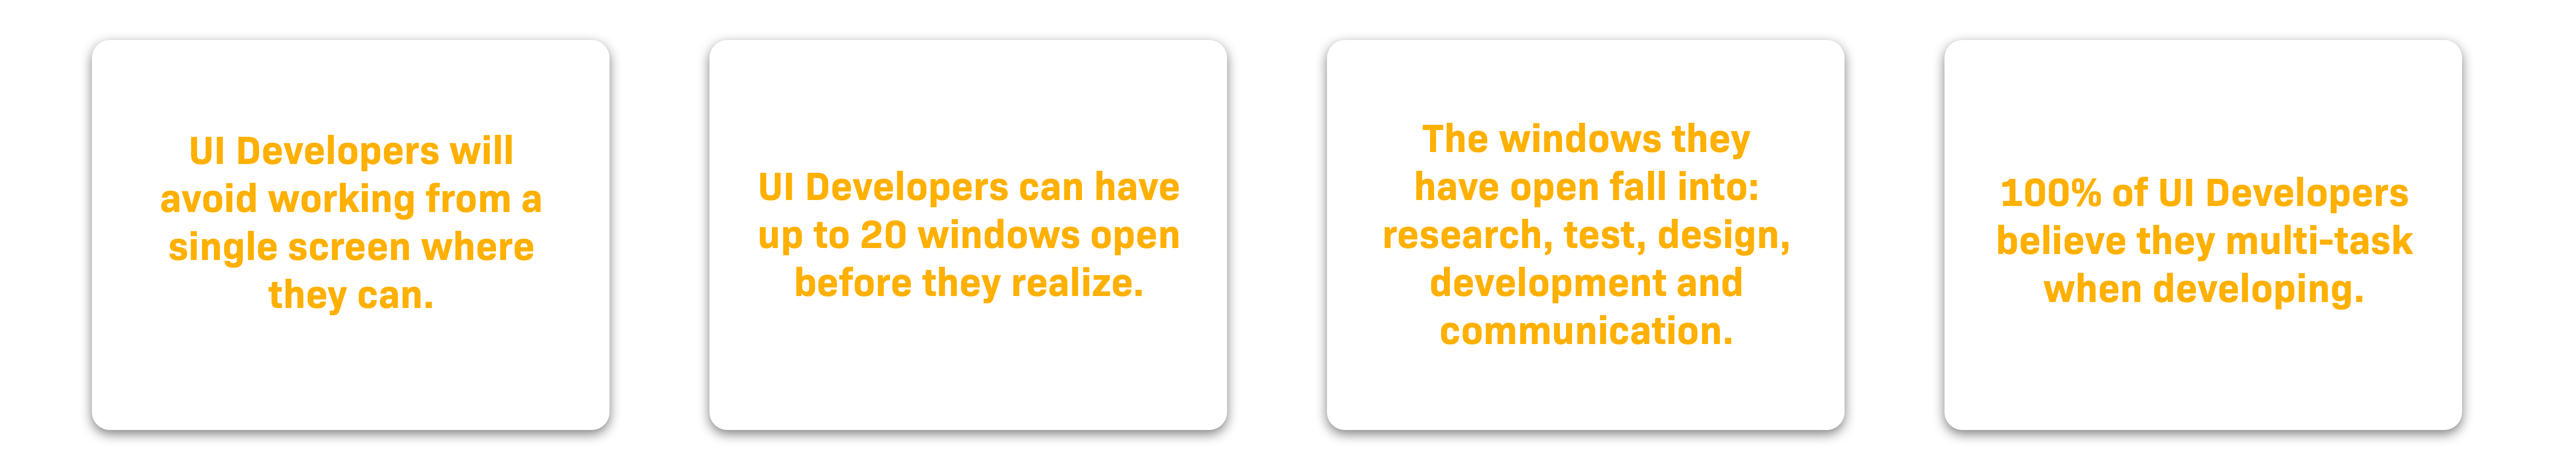 UI Developers will
avoid working from a
single screen where
they can.
UI Developers can have
up to 20 windows open
before they realize.
The windows they
have open fall into:
research, test, design,
development and
communication.
100% of UI Developers
believe they multi-task
when developing.